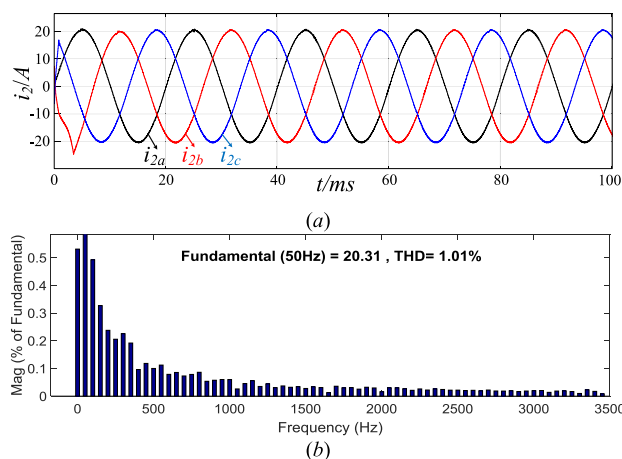 i2/A
20
10
0
-10
-20
i2a
i2b
i2c
0
20
40
60
80
100
t/ms
(a)
Mag (% of Fundamental)
0.5
0.4
0.3
0.2
0.1
0
Fundamental (50Hz) = 20.31 , THD= 1.01%
0
500
1000
1500
2000
2500
3000
3500
Frequency (Hz)
(b)